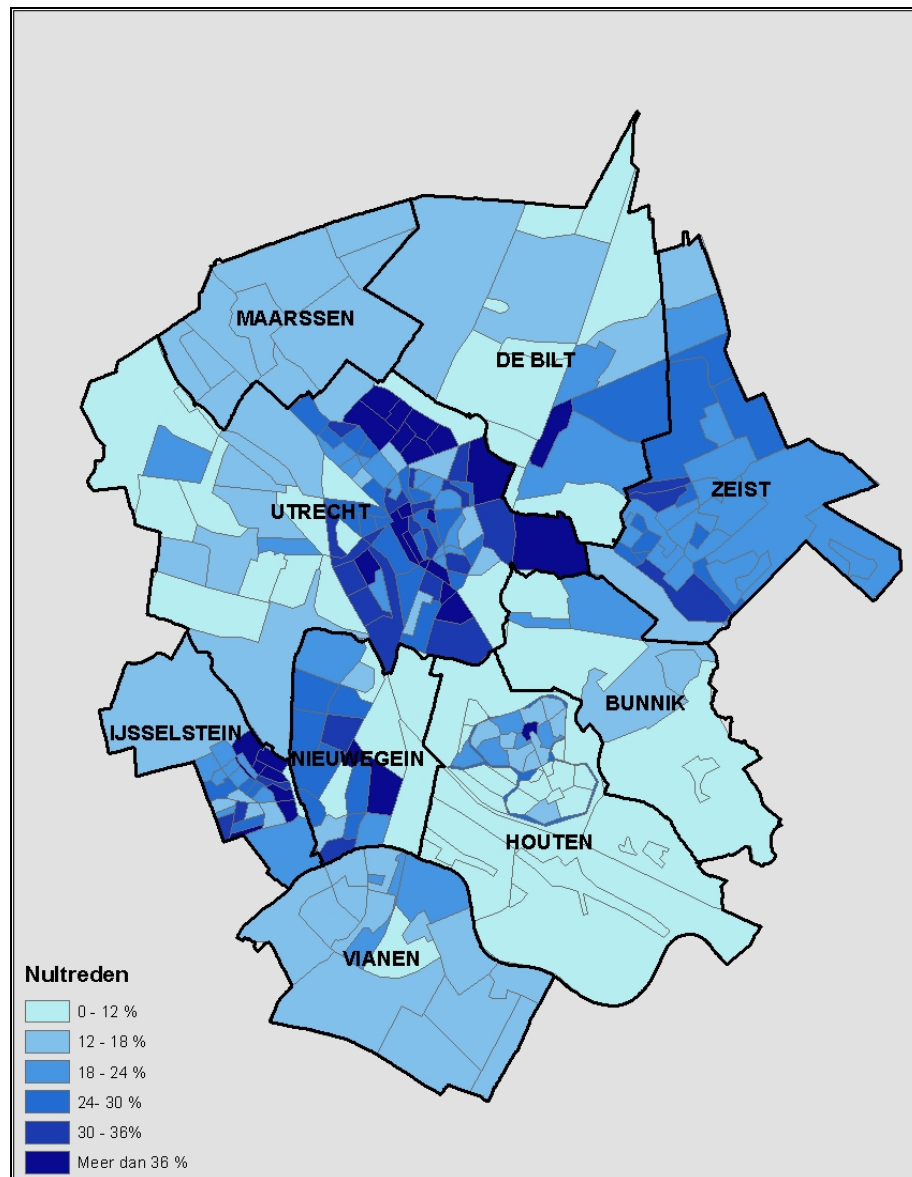 MAARSSEN
DE BILT
ZEIST
UTRECHT
BUNNIK
IJSSELSTEIN
NIEUWEGEIN
HOUTEN
VIANEN
Nultreden
0 - 12 %
12 - 18 %
18 - 24 %
24- 30 %
30 - 36%
Meer dan 36 %